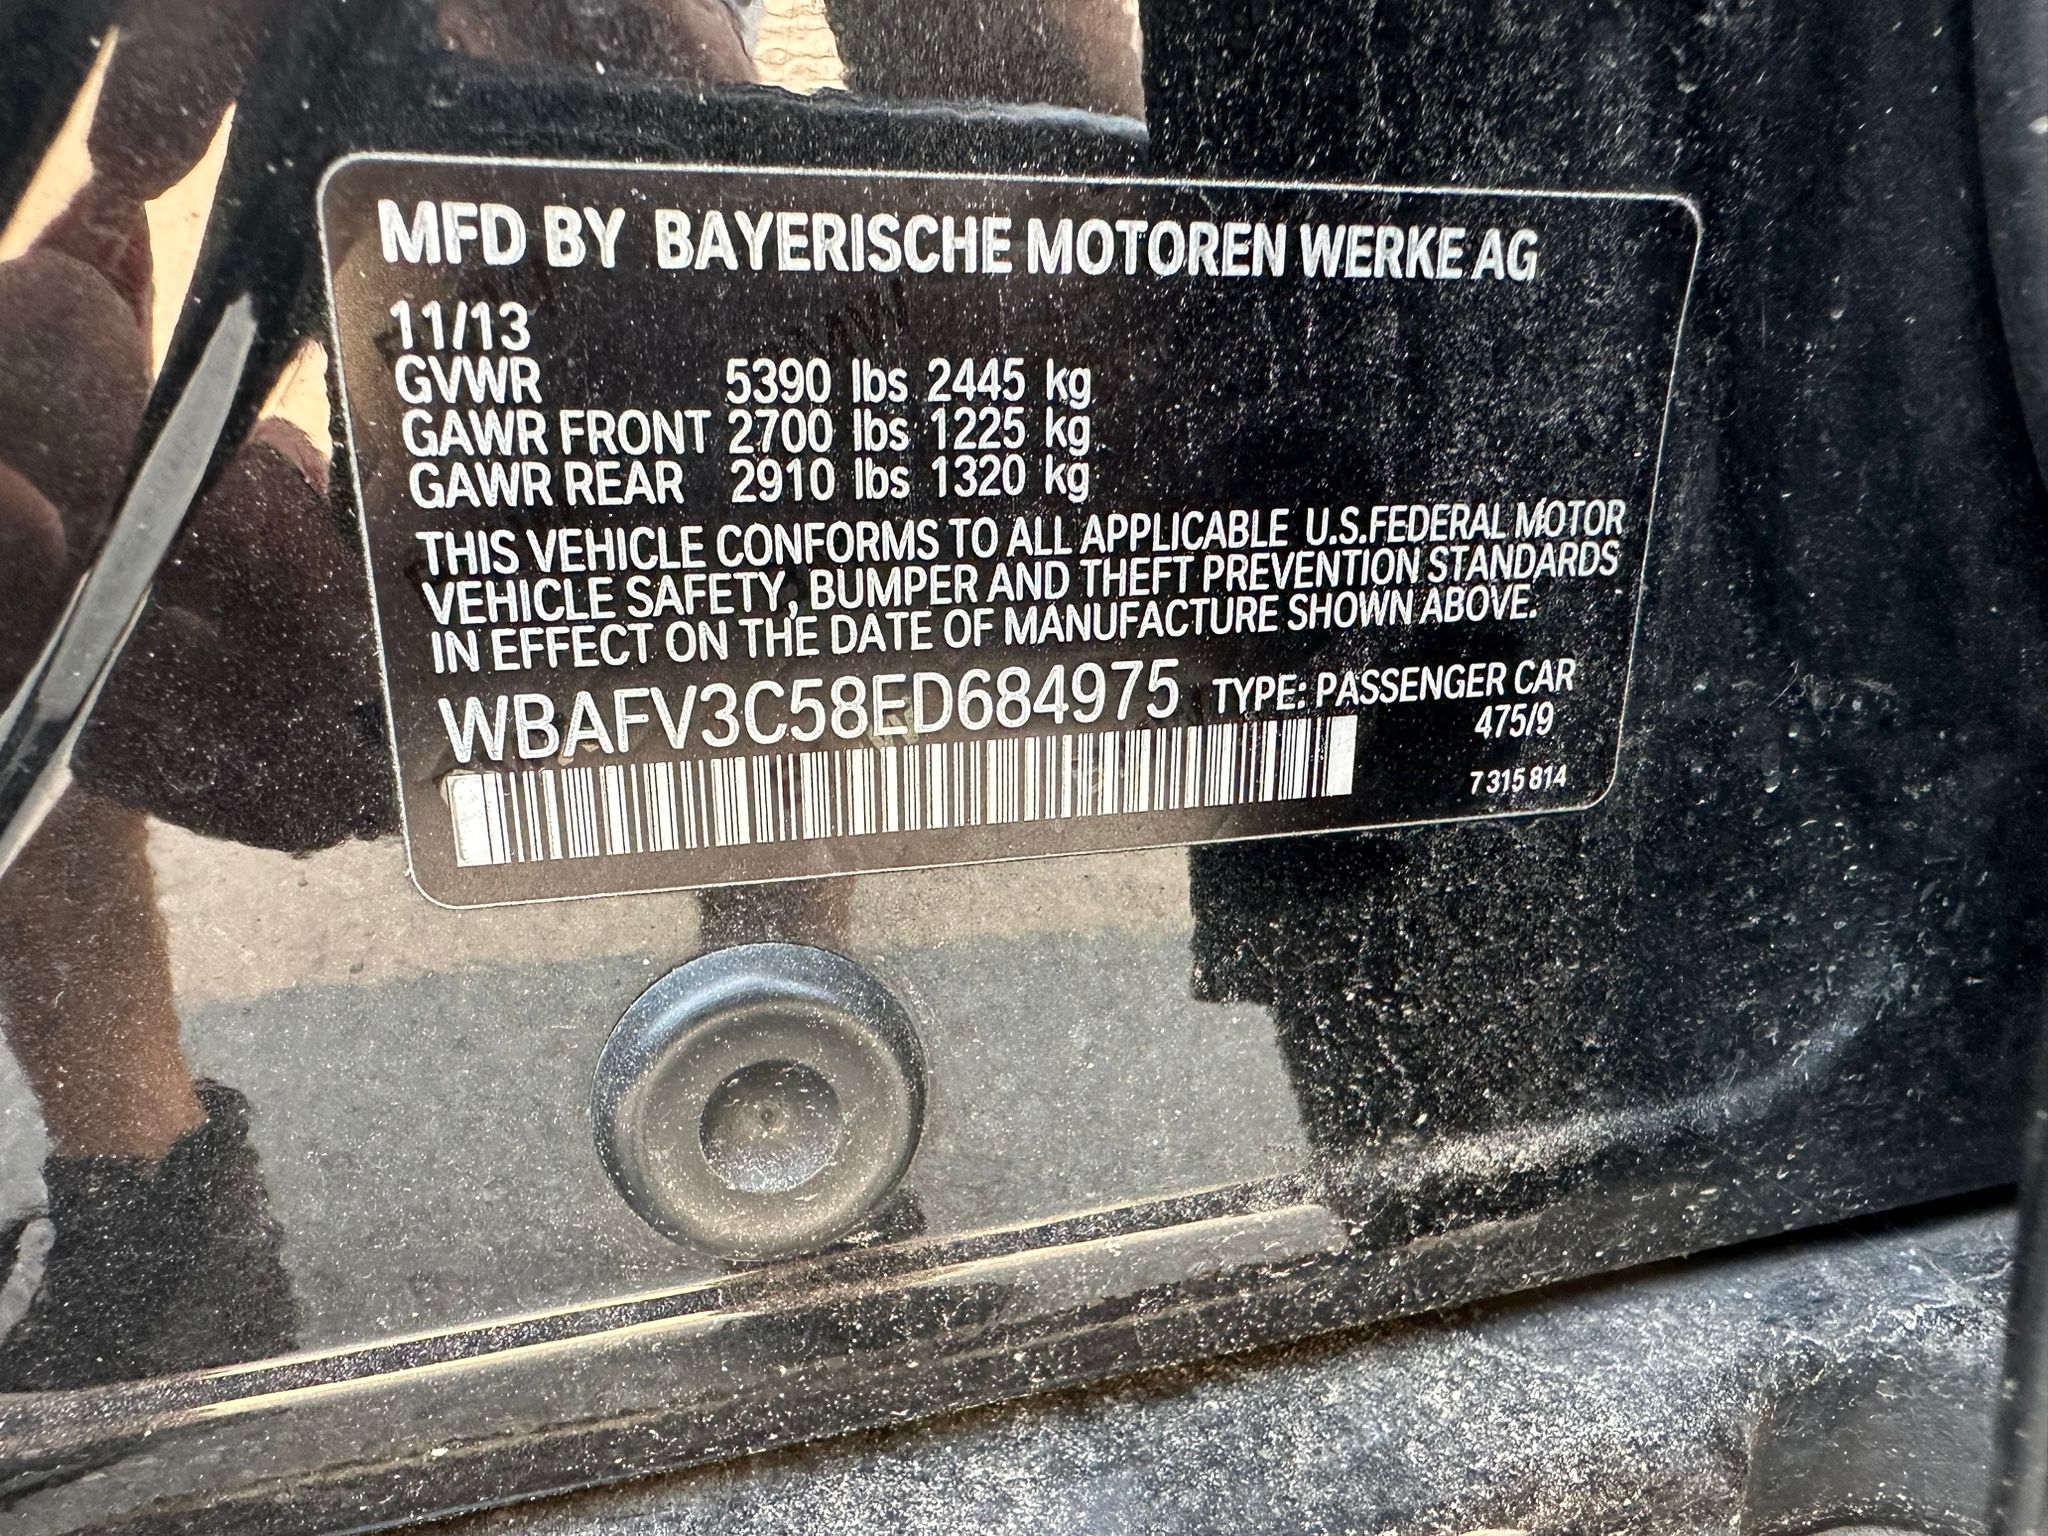 MFD BY BAYERISCHE MOTOREN WERKE AG
11/13
GVWR 5390 lbs 2445 kg
GAWR FRONT 2700 lbs 1225 kg
GAWR REAR 2910 lbs 1320 kg
THIS VEHICLE CONFORMS TO ALL APPLICABLE U.S.FEDERAL MOTOR
VEHICLE SAFETY, BUMPER AND THEFT PREVENTION STANDARDS
IN EFFECT ON THE DATE OF MANUFACTURE SHOWN ABOVE.
WBAFV3C58ED684975 TYPE: PASSENGER CAR
475/9
7 315 814